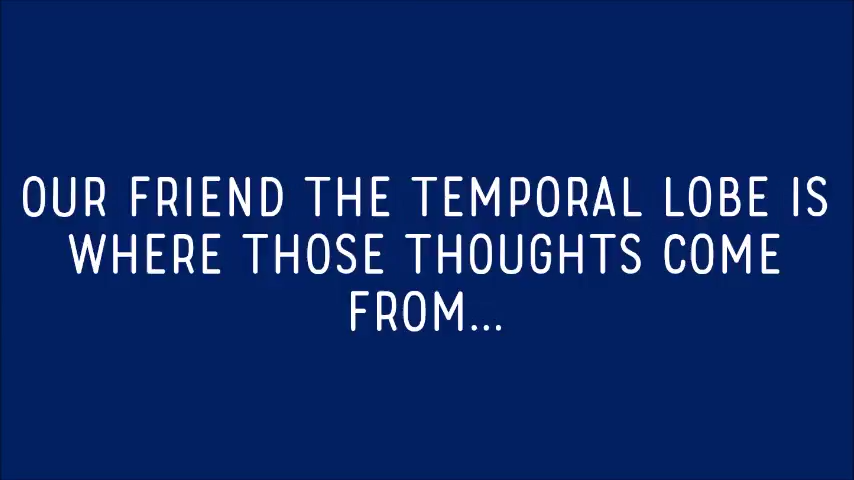 OUR FRIEND THE TEMPORAL LOBE IS
WHERE THOSE THOUGHTS COME
FROM...